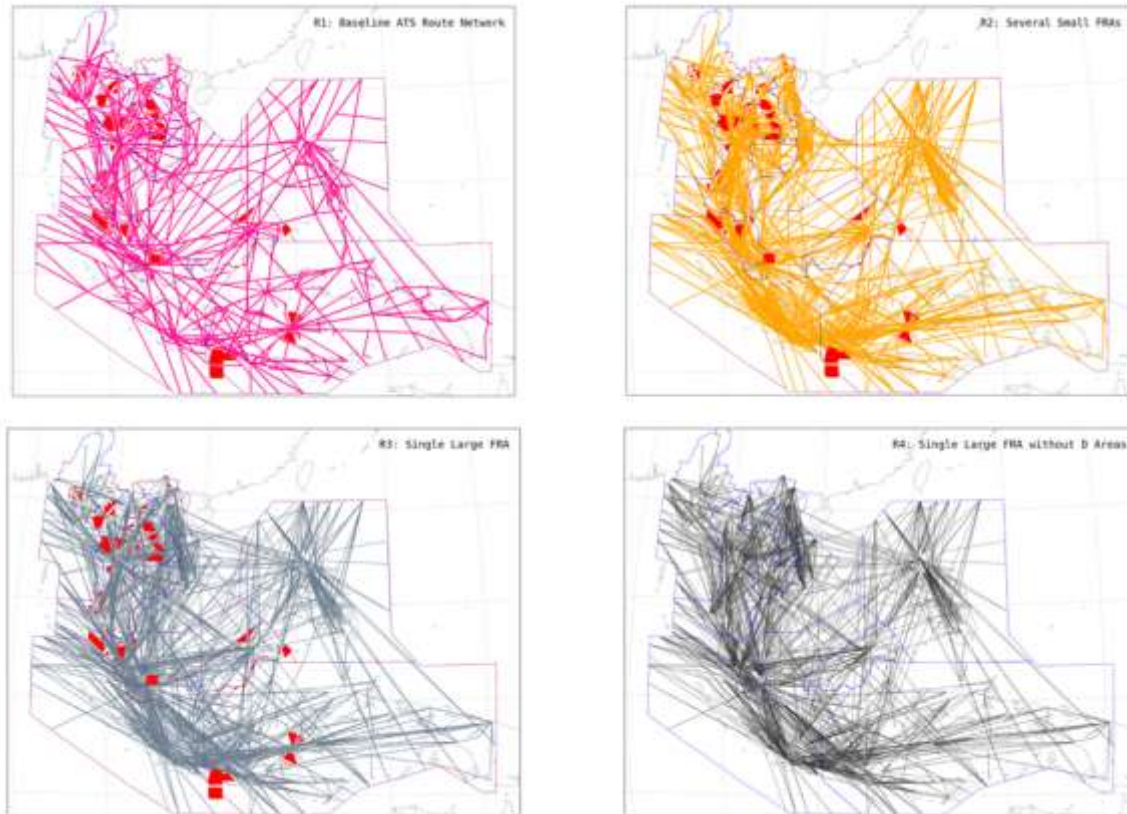 R1: Baseline ATS Route Network
R2: Several Small FRAs
R3: Single Large FRA
R4: Single Large FRA without D Areas